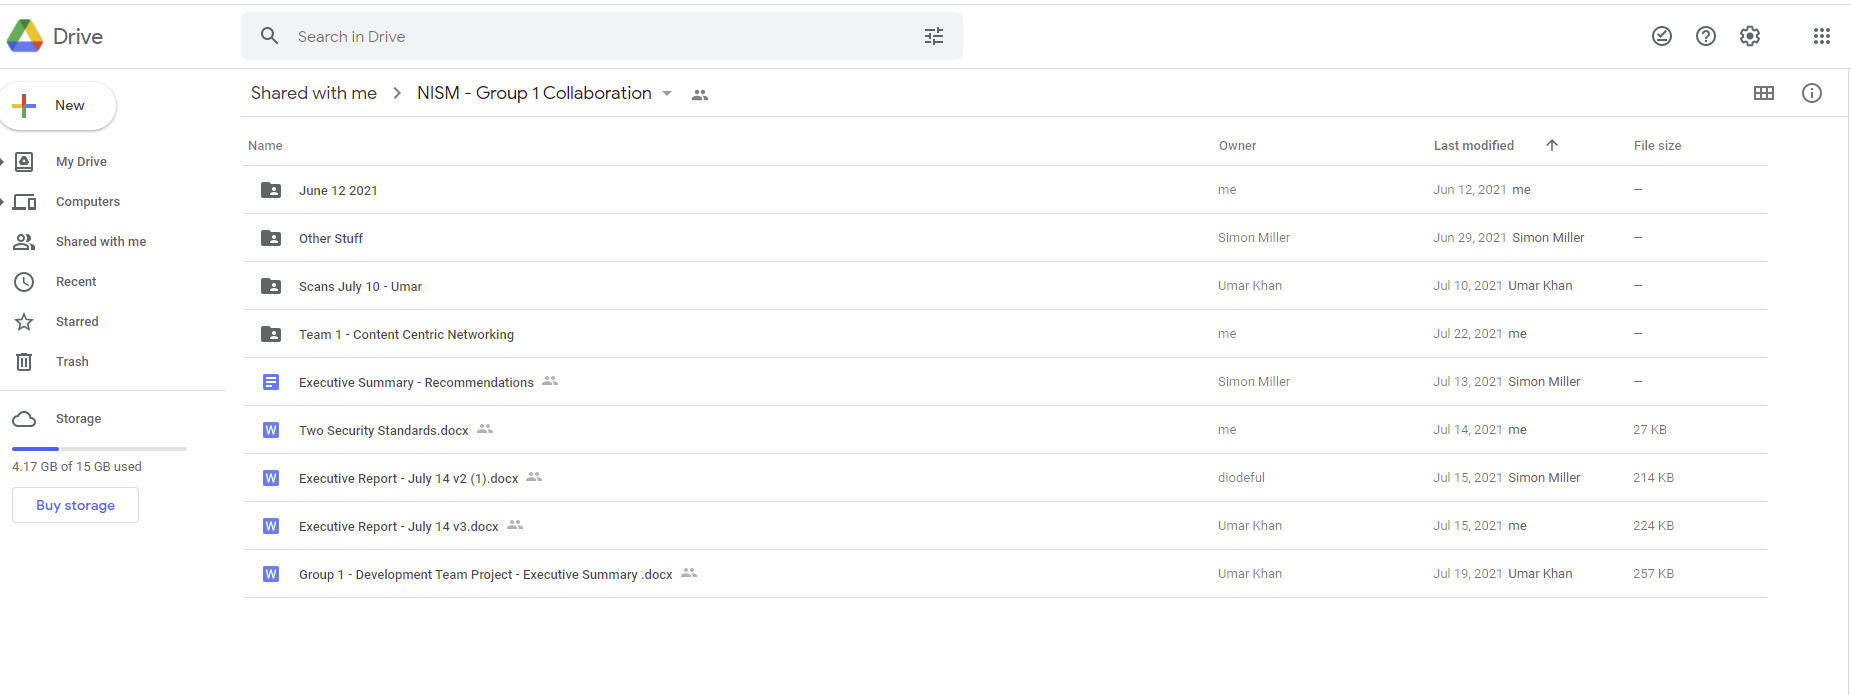 Drive
Search in Drive
New
My Drive
Computers
Shared with me
Recent
Starred
Trash
Storage
4.17 GB of 15 GB used
Buy storage
Shared with me > NISM - Group 1 Collaboration
Name Owner Last modified File size
June 12 2021 me Jun 12, 2021 me –
Other Stuff Simon Miller Jun 29, 2021 Simon Miller –
Scans July 10 - Umar Umar Khan Jul 10, 2021 Umar Khan –
Team 1 - Content Centric Networking me Jul 22, 2021 me –
Executive Summary - Recommendations Simon Miller Jul 13, 2021 Simon Miller –
W Two Security Standards.docx me Jul 14, 2021 me 27 KB
W Executive Report - July 14 v2 (1).docx diodeful Jul 15, 2021 Simon Miller 214 KB
W Executive Report - July 14 v3.docx Umar Khan Jul 15, 2021 me 224 KB
W Group 1 - Development Team Project - Executive Summary .docx Umar Khan Jul 19, 2021 Umar Khan 257 KB